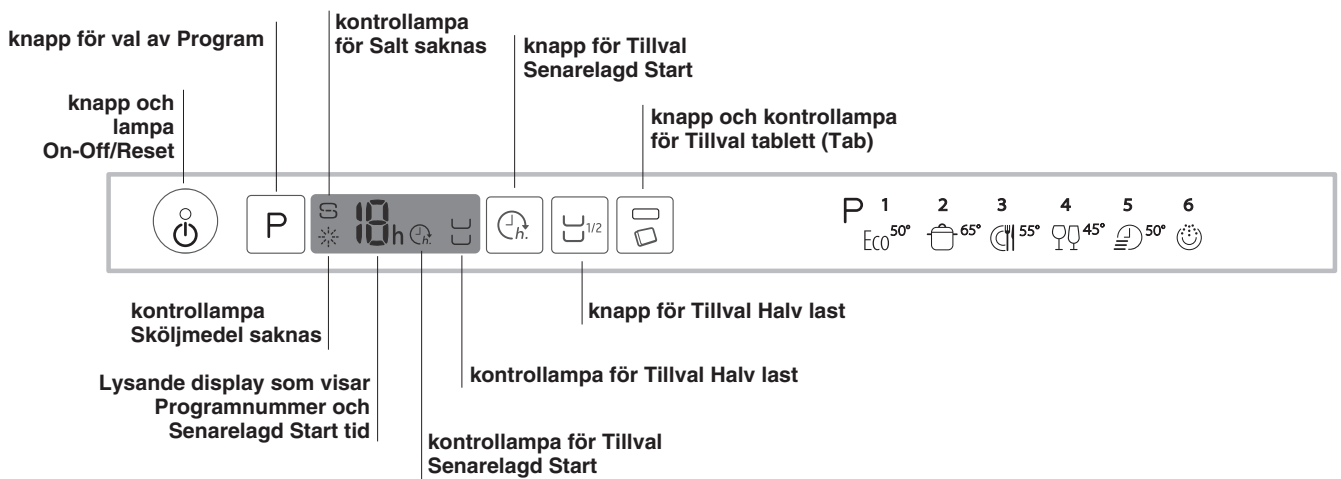 kontrollampa
för Salt saknas
knapp för val av Program
knapp för Tillval
Senarelagd Start
knapp och
lampa
On-Off/Reset
knapp och kontrollampa
för Tillval tablett (Tab)
P S 18h h. h. 1/2
P 1 2 3 4 5 6
Eco 50° 65° 55° 45° 50°
kontrollampa
Sköljmedel saknas
knapp för Tillval Halv last
Lysande display som visar
Programnummer och
Senarelagd Start tid
kontrollampa för Tillval Halv last
kontrollampa för Tillval
Senarelagd Start